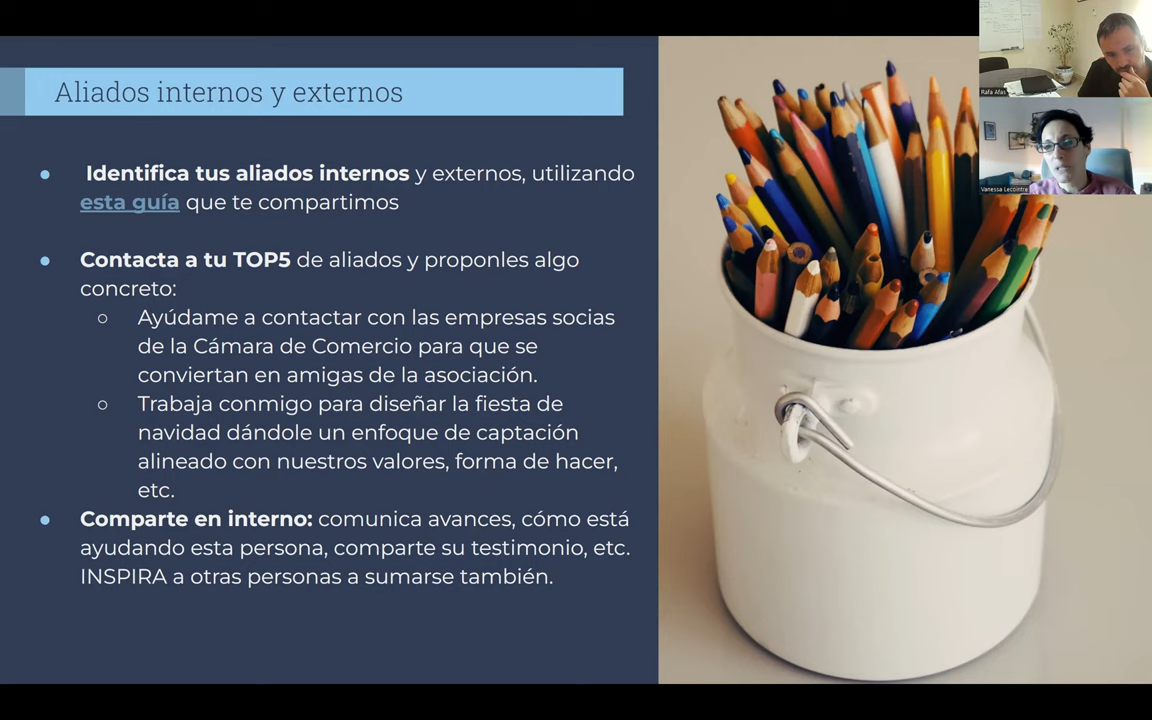 Aliados internos y externos
Identifica tus aliados internos y externos, utilizando
esta guía que te compartimos
Contacta a tu TOP5 de aliados y proponles algo
concreto:
Ayúdame a contactar con las empresas socias
de la Cámara de Comercio para que se
conviertan en amigas de la asociación.
Trabaja conmigo para diseñar la fiesta de
navidad dándole un enfoque de captación
alineado con nuestros valores, forma de hacer,
etc.
Comparte en interno: comunica avances, cómo está
ayudando esta persona, comparte su testimonio, etc.
INSPIRA a otras personas a sumarse también.
Rafa Afas
Vanessa Lecointre